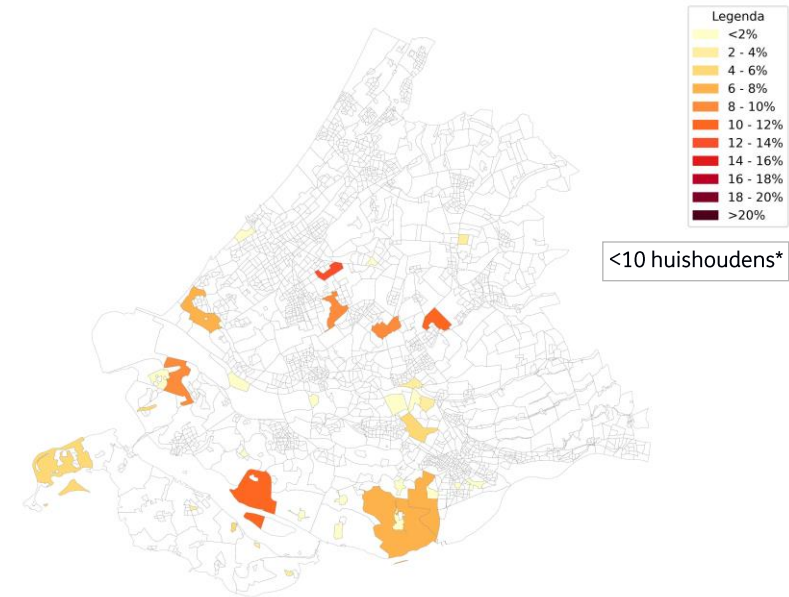 Legenda
<2%
2 - 4%
4 - 6%
6 - 8%
8 - 10%
10 - 12%
12 - 14%
14 - 16%
16 - 18%
18 - 20%
>20%
<10 huishoudens*